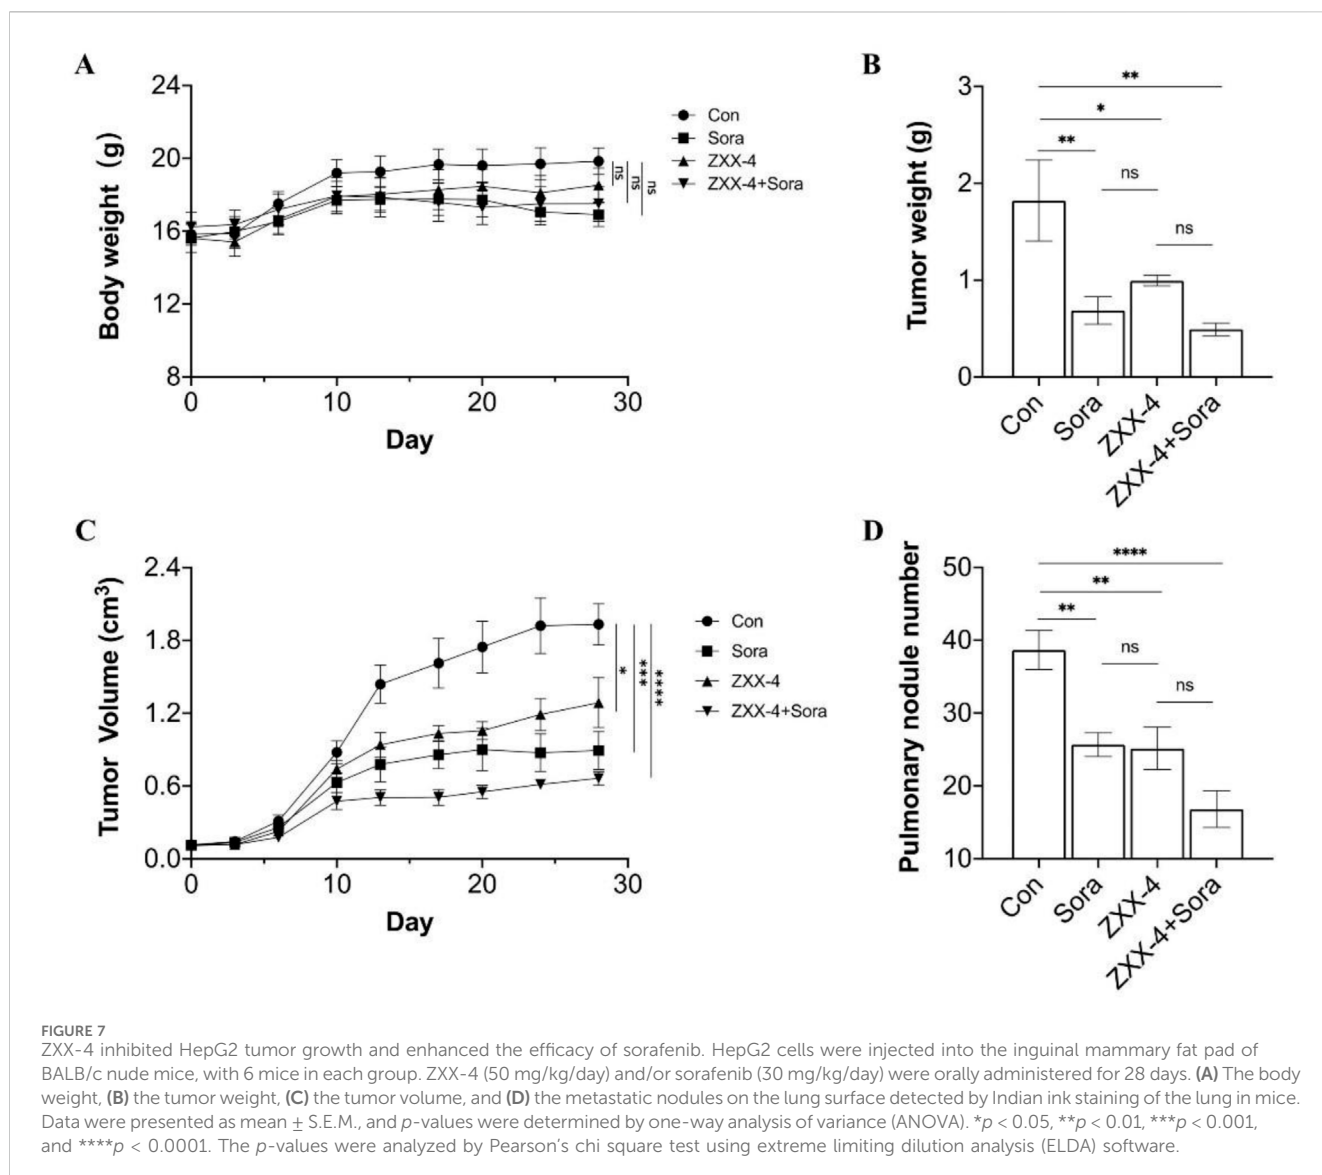 A
24
20
16
12
8
Body weight (g)
0
10
20
30
Day
Con
Sora
ZXX-4
ZXX-4+Sora
ns
ns
ns
B
3
2
1
0
Tumor weight (g)
**
*
**
ns
ns
Con
Sora
ZXX-4
ZXX-4+Sora
C
2.4
1.8
1.2
0.6
0.0
Tumor Volume (cm³)
0
10
20
30
Day
Con
Sora
ZXX-4
ZXX-4+Sora
*
***
****
D
50
40
30
20
10
Pulmonary nodule number
****
**
**
ns
ns
Con
Sora
ZXX-4
ZXX-4+Sora
FIGURE 7
ZXX-4 inhibited HepG2 tumor growth and enhanced the efficacy of sorafenib. HepG2 cells were injected into the inguinal mammary fat pad of
BALB/c nude mice, with 6 mice in each group. ZXX-4 (50 mg/kg/day) and/or sorafenib (30 mg/kg/day) were orally administered for 28 days. (A) The body
weight, (B) the tumor weight, (C) the tumor volume, and (D) the metastatic nodules on the lung surface detected by Indian ink staining of the lung in mice.
Data were presented as mean ± S.E.M., and p-values were determined by one-way analysis of variance (ANOVA). *p < 0.05, **p < 0.01, ***p < 0.001,
and ****p < 0.0001. The p-values were analyzed by Pearson’s chi square test using extreme limiting dilution analysis (ELDA) software.